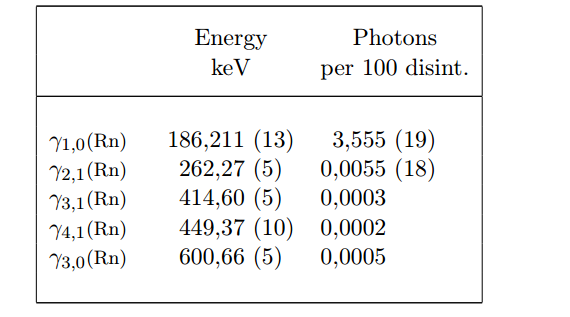 Energy Photons
keV per 100 disint.
γ1,0(Rn) 186,211 (13) 3,555 (19)
γ2,1(Rn) 262,27 (5) 0,0055 (18)
γ3,1(Rn) 414,60 (5) 0,0003
γ4,1(Rn) 449,37 (10) 0,0002
γ3,0(Rn) 600,66 (5) 0,0005